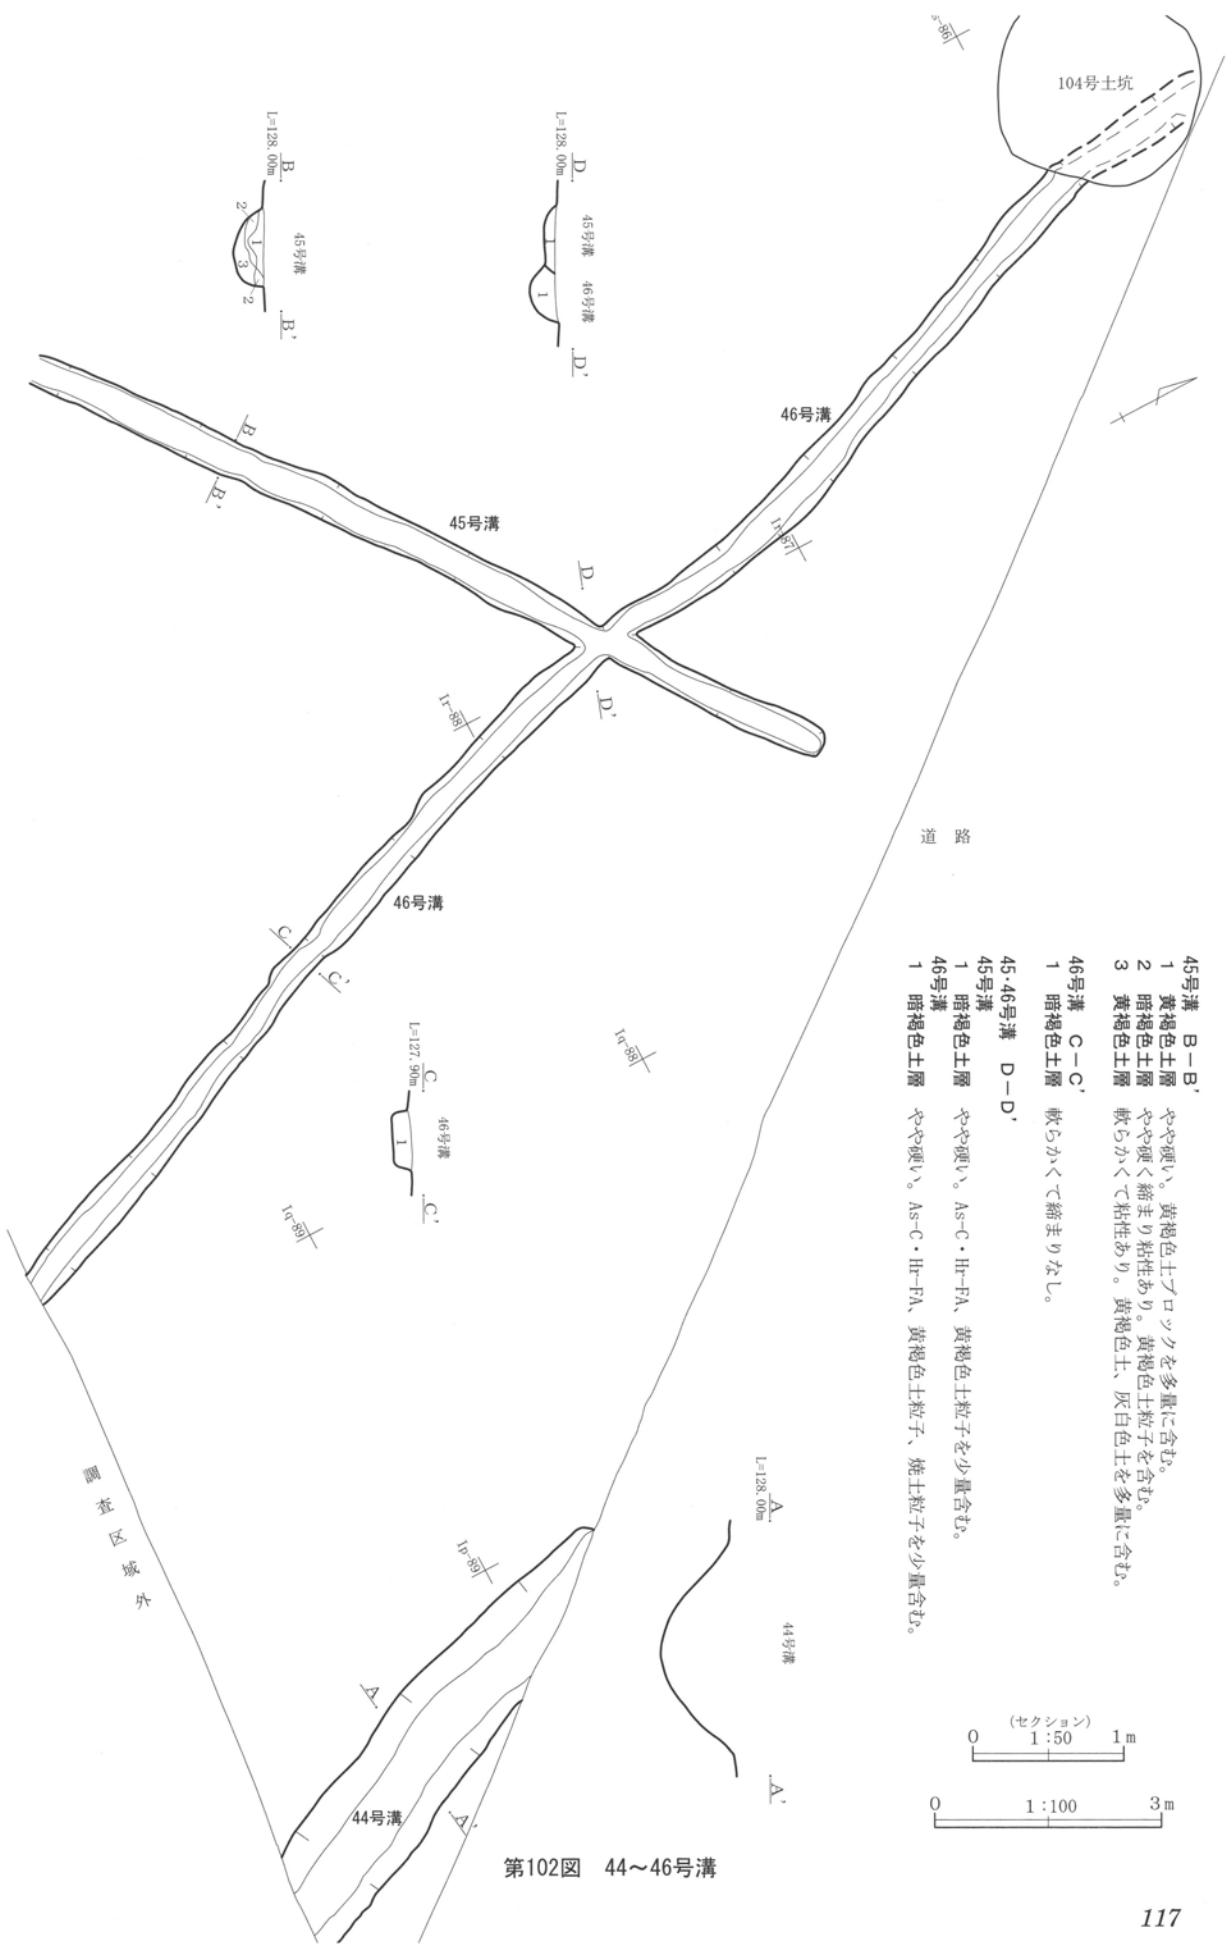 s-86
104号土坑
L=128.00m
B
B'
45号溝
1
2
3
2
L=128.00m
D
D'
45号溝 46号溝
1
1
46号溝
1r-87
B
B'
45号溝
D
D'
1r-88
道 路
46号溝
C
C'
1q-88
L=127.90m
C
C'
46号溝
1
1q-89
45号溝 B－B'
1 黄褐色土層 やや硬い。黄褐色土ブロックを多量に含む。
2 暗褐色土層 やや硬く締まり粘性あり。黄褐色土粒子を含む。
3 黄褐色土層 軟らかくて粘性あり。黄褐色土、灰白色土を多量に含む。
46号溝 C－C'
1 暗褐色土層 軟らかくて締まりなし。
45・46号溝 D－D'
45号溝
1 暗褐色土層 やや硬い。As-C・Hr-FA、黄褐色土粒子を少量含む。
46号溝
1 暗褐色土層 やや硬い。As-C・Hr-FA、黄褐色土粒子、焼土粒子を少量含む。
調査区域外
1p-89
L=128.00m
A
A'
44号溝
A
A'
44号溝
(セクション)
0 1:50 1m
0 1:100 3m
第102図 44～46号溝
117